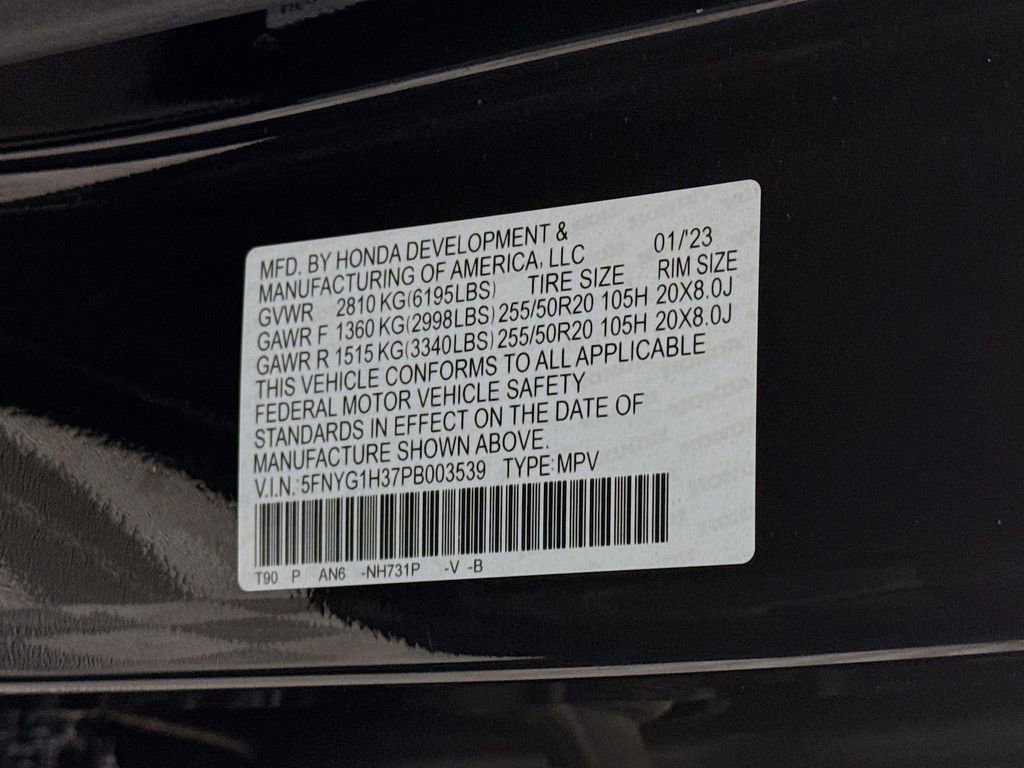 MFD. BY HONDA DEVELOPMENT &
MANUFACTURING OF AMERICA, LLC 01/'23
GVWR 2810 KG(6195LBS) TIRE SIZE RIM SIZE
GAWR F 1360 KG(2998LBS) 255/50R20 105H 20X8.0J
GAWR R 1515 KG(3340LBS) 255/50R20 105H 20X8.0J
THIS VEHICLE CONFORMS TO ALL APPLICABLE
FEDERAL MOTOR VEHICLE SAFETY
STANDARDS IN EFFECT ON THE DATE OF
MANUFACTURE SHOWN ABOVE.
V.I.N.:5FNYG1H37PB003539 TYPE:MPV
T90 P AN6 -NH731P -V -B